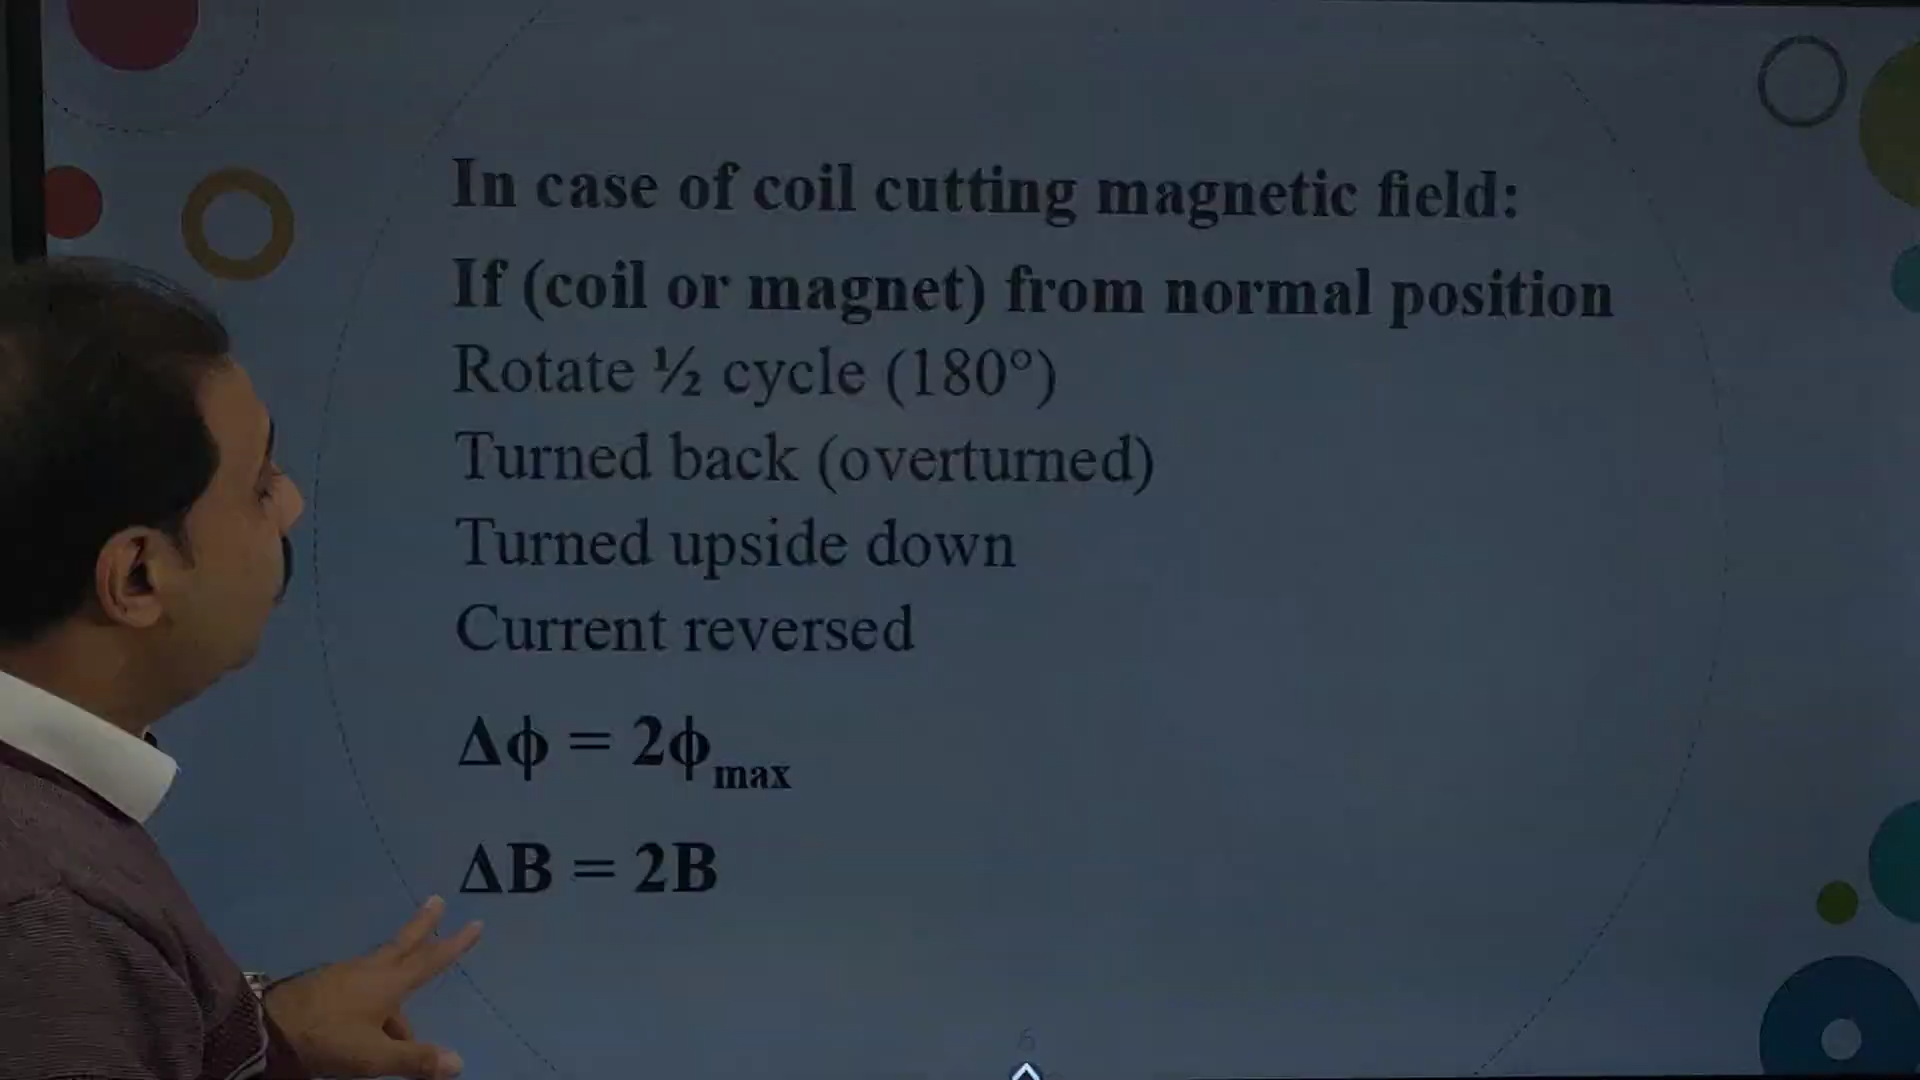 In case of coil cutting magnetic field:
If (coil or magnet) from normal position
Rotate ½ cycle (180°)
Turned back (overturned)
Turned upside down
Current reversed
Δϕ = 2ϕmax
ΔB = 2B
6